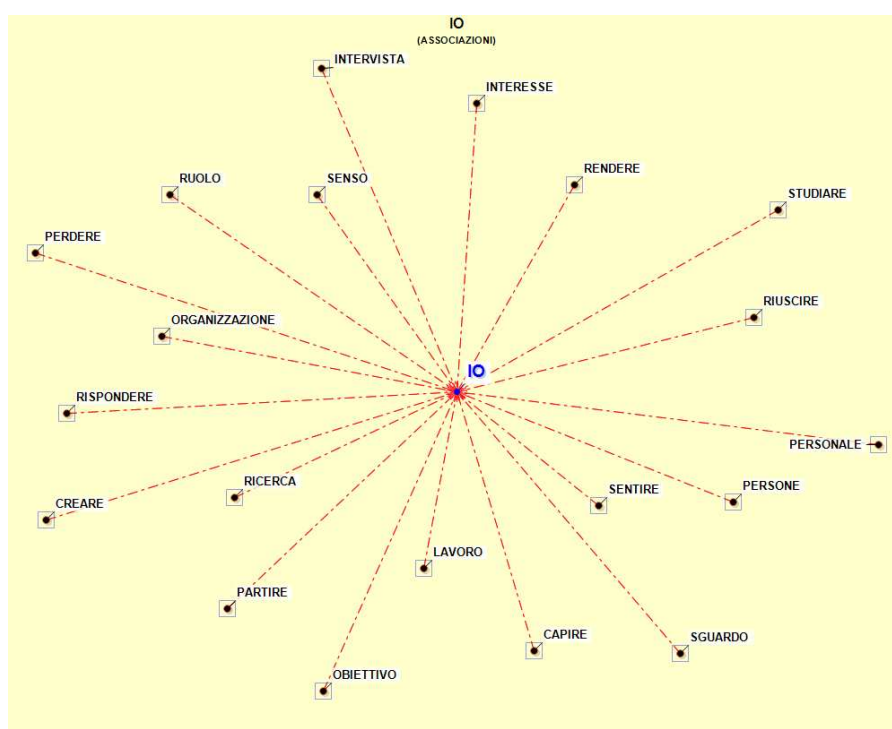 IO
(ASSOCIAZIONI)
INTERVISTA
INTERESSE
RENDERE
RUOLO
SENSO
STUDIARE
PERDERE
RIUSCIRE
ORGANIZZAZIONE
IO
RISPONDERE
PERSONALE
RICERCA
SENTIRE
PERSONE
CREARE
LAVORO
PARTIRE
CAPIRE
SGUARDO
OBIETTIVO